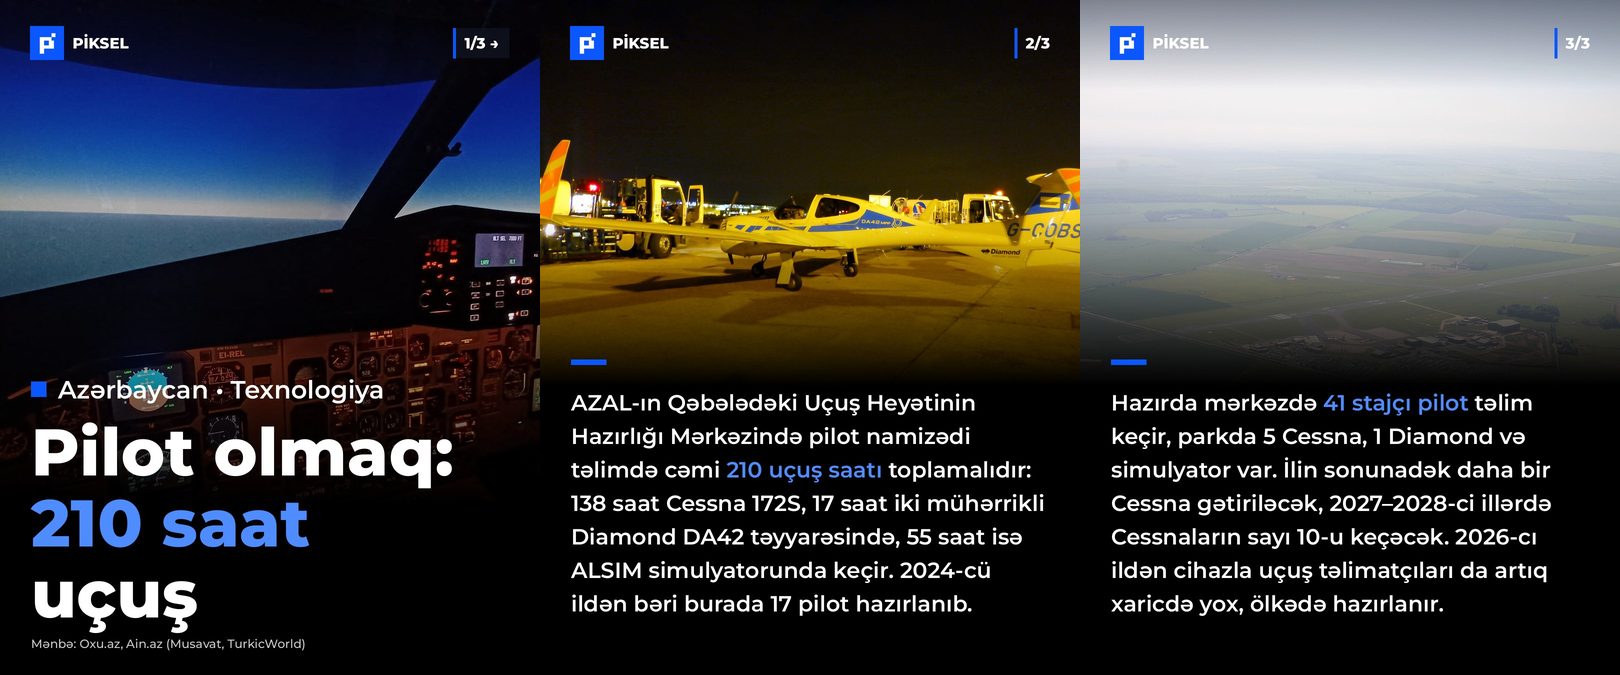 PİKSEL
1/3 →
EI-REL
Azərbaycan • Texnologiya
Pilot olmaq:
210 saat
uçuş
Mənbə: Oxu.az, Ain.az (Musavat, TurkicWorld)
PİKSEL
2/3
G-COBS
Diamond
AZAL-ın Qəbələdəki Uçuş Heyətinin
Hazırlığı Mərkəzində pilot namizədi
təlimdə cəmi 210 uçuş saatı toplamalıdır:
138 saat Cessna 172S, 17 saat iki mühərrikli
Diamond DA42 təyyarəsində, 55 saat isə
ALSIM simulyatorunda keçir. 2024-cü
ildən bəri burada 17 pilot hazırlanıb.
PİKSEL
3/3
Hazırda mərkəzdə 41 stajçı pilot təlim
keçir, parkda 5 Cessna, 1 Diamond və
simulyator var. İlin sonunadək daha bir
Cessna gətiriləcək, 2027–2028-ci illərdə
Cessnaların sayı 10-u keçəcək. 2026-cı
ildən cihazla uçuş təlimatçıları da artıq
xaricdə yox, ölkədə hazırlanır.